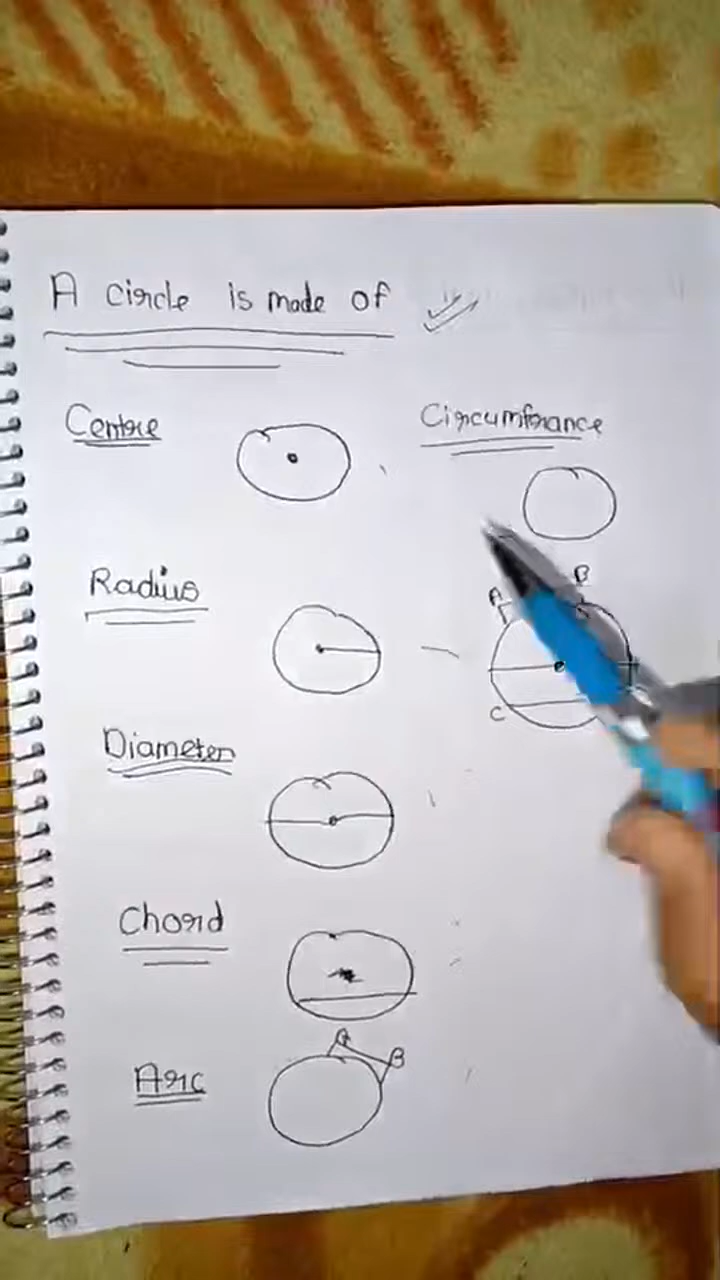 A circle is made of
Centre
Circumfrance
Radius
A
B
C
Diameter
Chord
Arc
A
B